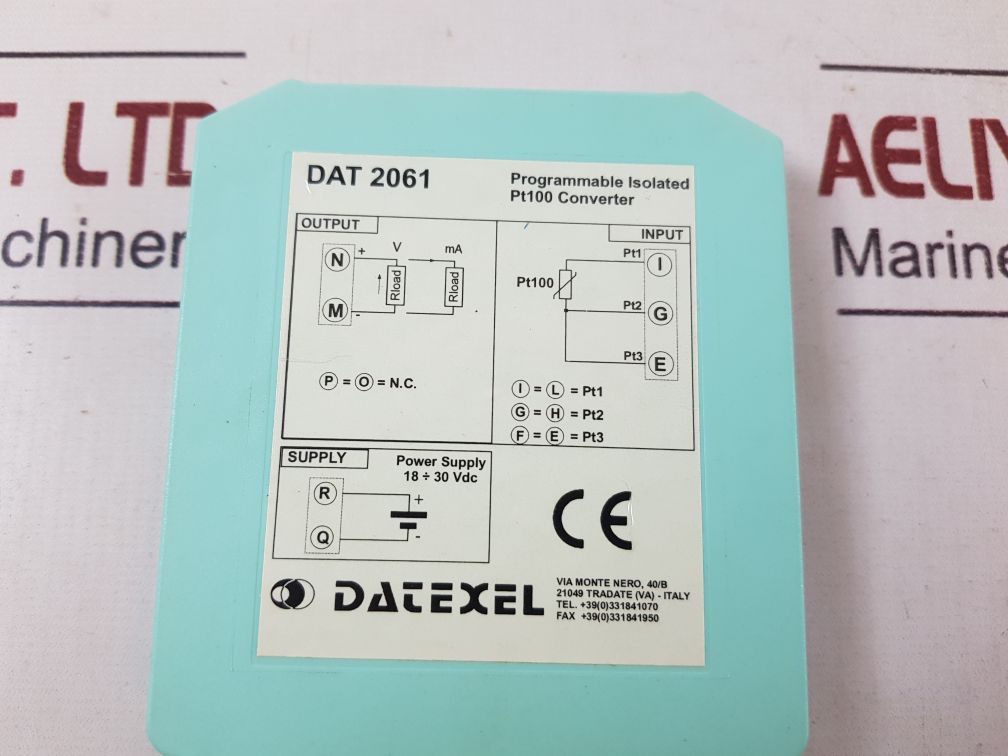 T. LTD
chiner
AELIY
Marine
DAT 2061
Programmable Isolated
Pt100 Converter
OUTPUT
N + V mA
Rload Rload
M -
P = O = N.C.
INPUT
Pt1 I
Pt100
Pt2 G
Pt3 E
I = L = Pt1
G = H = Pt2
F = E = Pt3
SUPPLY
Power Supply
18 ÷ 30 Vdc
R +
Q -
CE
DATEXEL
VIA MONTE NERO, 40/B
21049 TRADATE (VA) - ITALY
TEL. +39(0)331841070
FAX +39(0)331841950